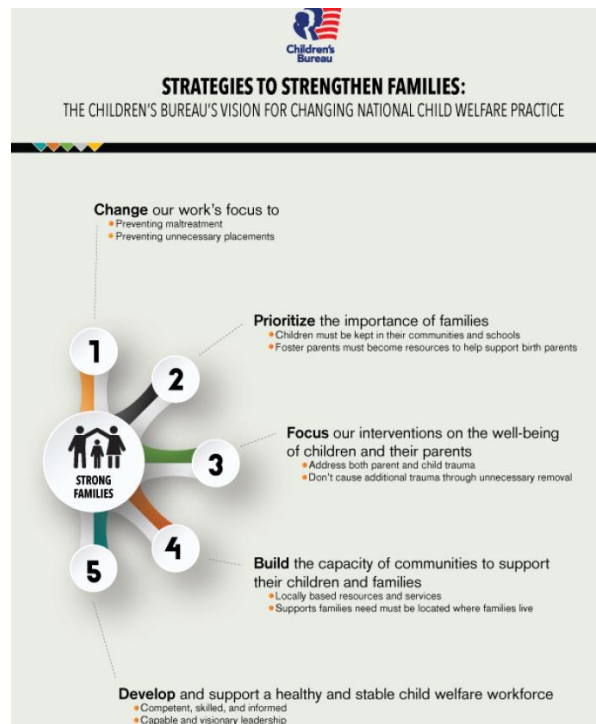 Children's
Bureau
STRATEGIES TO STRENGTHEN FAMILIES:
THE CHILDREN'S BUREAU'S VISION FOR CHANGING NATIONAL CHILD WELFARE PRACTICE
Change our work's focus to
Preventing maltreatment
Preventing unnecessary placements
1
Prioritize the importance of families
Children must be kept in their communities and schools
Foster parents must become resources to help support birth parents
2
Focus our interventions on the well-being
of children and their parents
Address both parent and child trauma
Don't cause additional trauma through unnecessary removal
3
STRONG
FAMILIES
4
Build the capacity of communities to support
their children and families
Locally based resources and services
Supports families need must be located where families live
5
Develop and support a healthy and stable child welfare workforce
Competent, skilled, and informed
Capable and visionary leadership